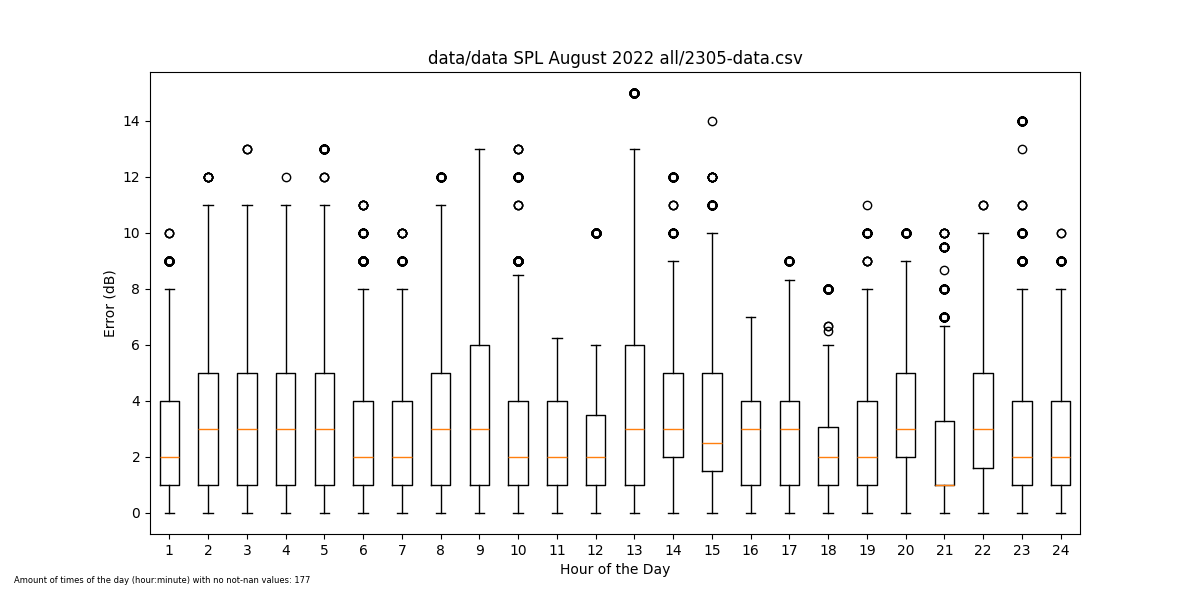 data/data SPL August 2022 all/2305-data.csv
Error (dB)
14
12
10
8
6
4
2
0
1 2 3 4 5 6 7 8 9 10 11 12 13 14 15 16 17 18 19 20 21 22 23 24
Hour of the Day
Amount of times of the day (hour:minute) with no not-nan values: 177